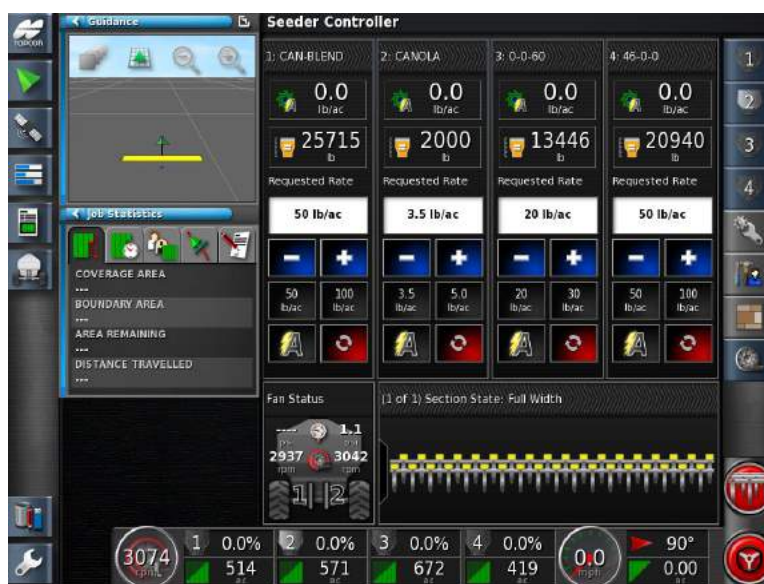 TOPCON
Guidance
Seeder Controller
1: CAN-BLEND
2: CANOLA
3: 0-0-60
4: 46-0-0
0.0
lb/ac
0.0
lb/ac
0.0
lb/ac
0.0
lb/ac
25715
lb
2000
lb
13446
lb
20940
lb
Requested Rate
Requested Rate
Requested Rate
Requested Rate
50 lb/ac
3.5 lb/ac
20 lb/ac
50 lb/ac
50
lb/ac
100
lb/ac
3.5
lb/ac
5.0
lb/ac
20
lb/ac
30
lb/ac
50
lb/ac
100
lb/ac
A
A
A
A
Job Statistics
COVERAGE AREA
---
BOUNDARY AREA
---
AREA REMAINING
---
DISTANCE TRAVELLED
---
Fan Status
----
1.1
psi
2937
rpm
3042
rpm
1
2
(1 of 1) Section State: Full Width
1
2
3
4
3074
rpm
1
0.0%
514
ac
2
0.0%
571
ac
3
0.0%
672
ac
4
0.0%
419
ac
0.0
mph
90°
0.00